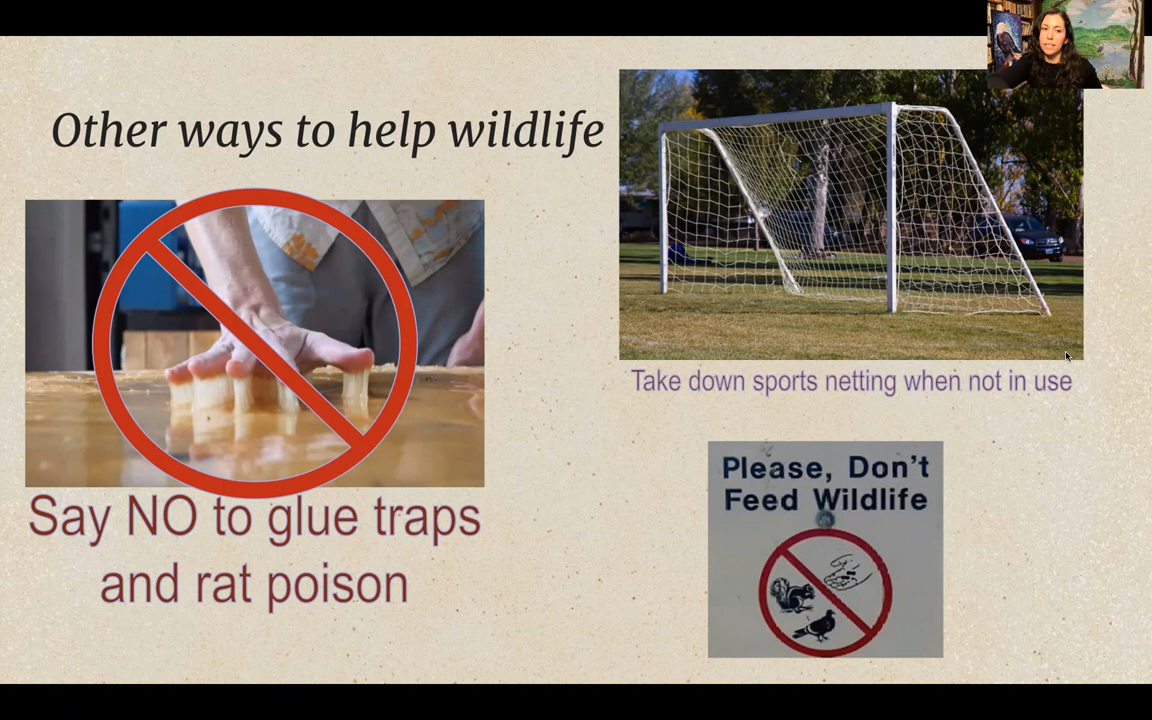 Other ways to help wildlife
Say NO to glue traps
and rat poison
Take down sports netting when not in use
Please, Don't
Feed Wildlife